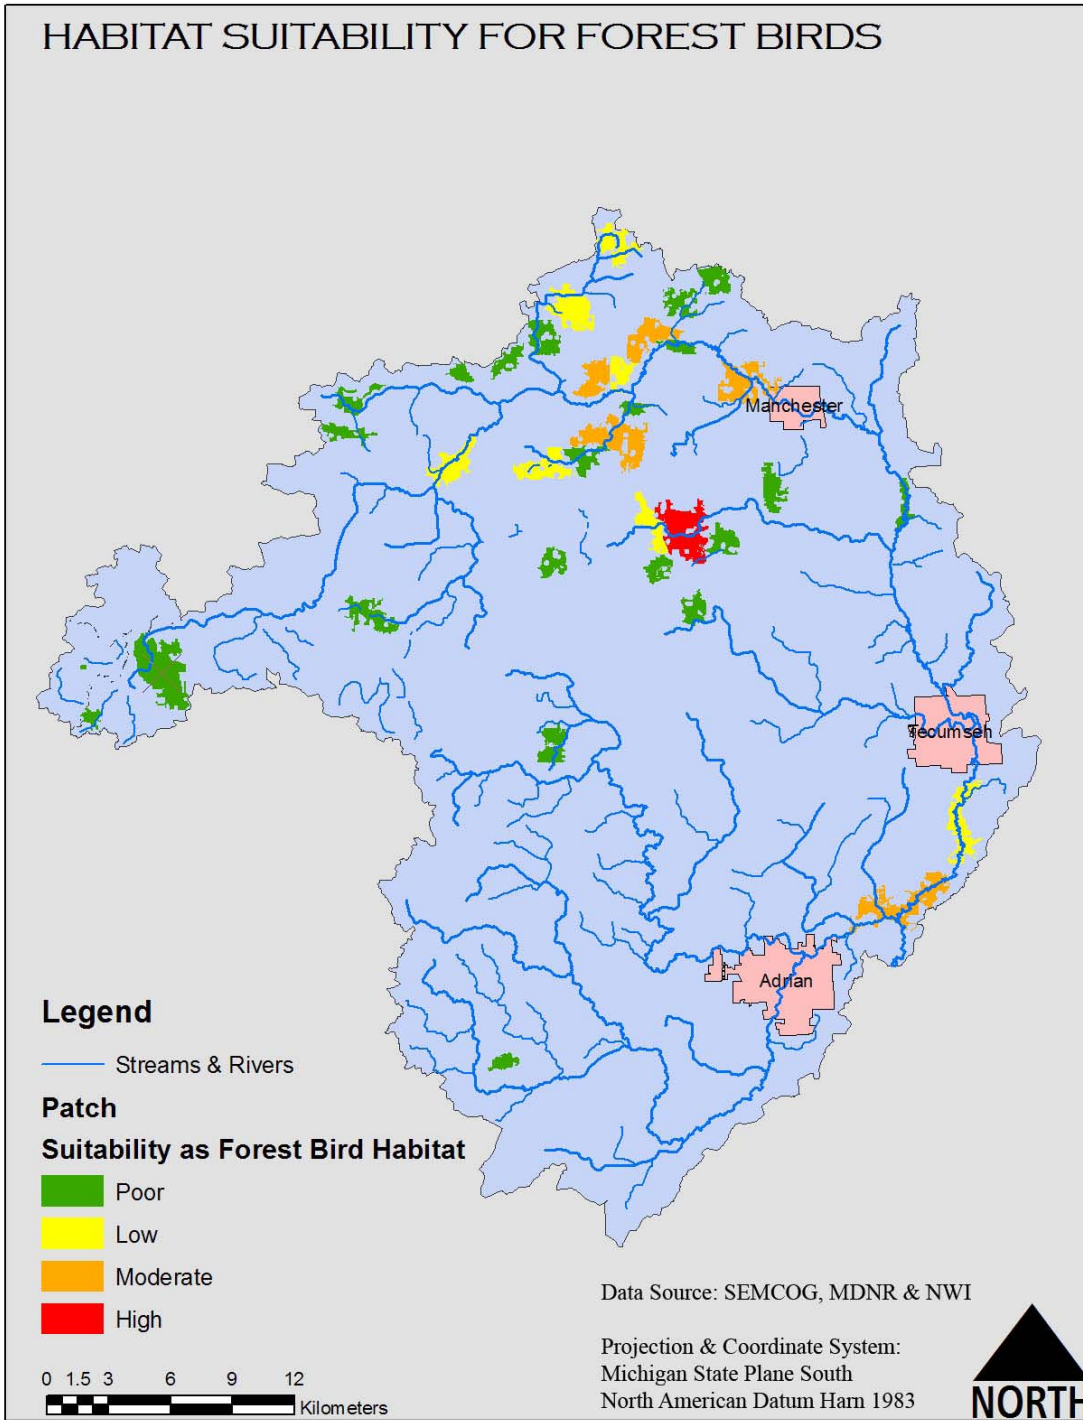 HABITAT SUITABILITY FOR FOREST BIRDS
Manchester
Tecumseh
Adrian
Legend
Streams & Rivers
Patch
Suitability as Forest Bird Habitat
Poor
Low
Moderate
High
0 1.5 3 6 9 12
Kilometers
Data Source: SEMCOG, MDNR & NWI
Projection & Coordinate System:
Michigan State Plane South
North American Datum Harn 1983
NORTH